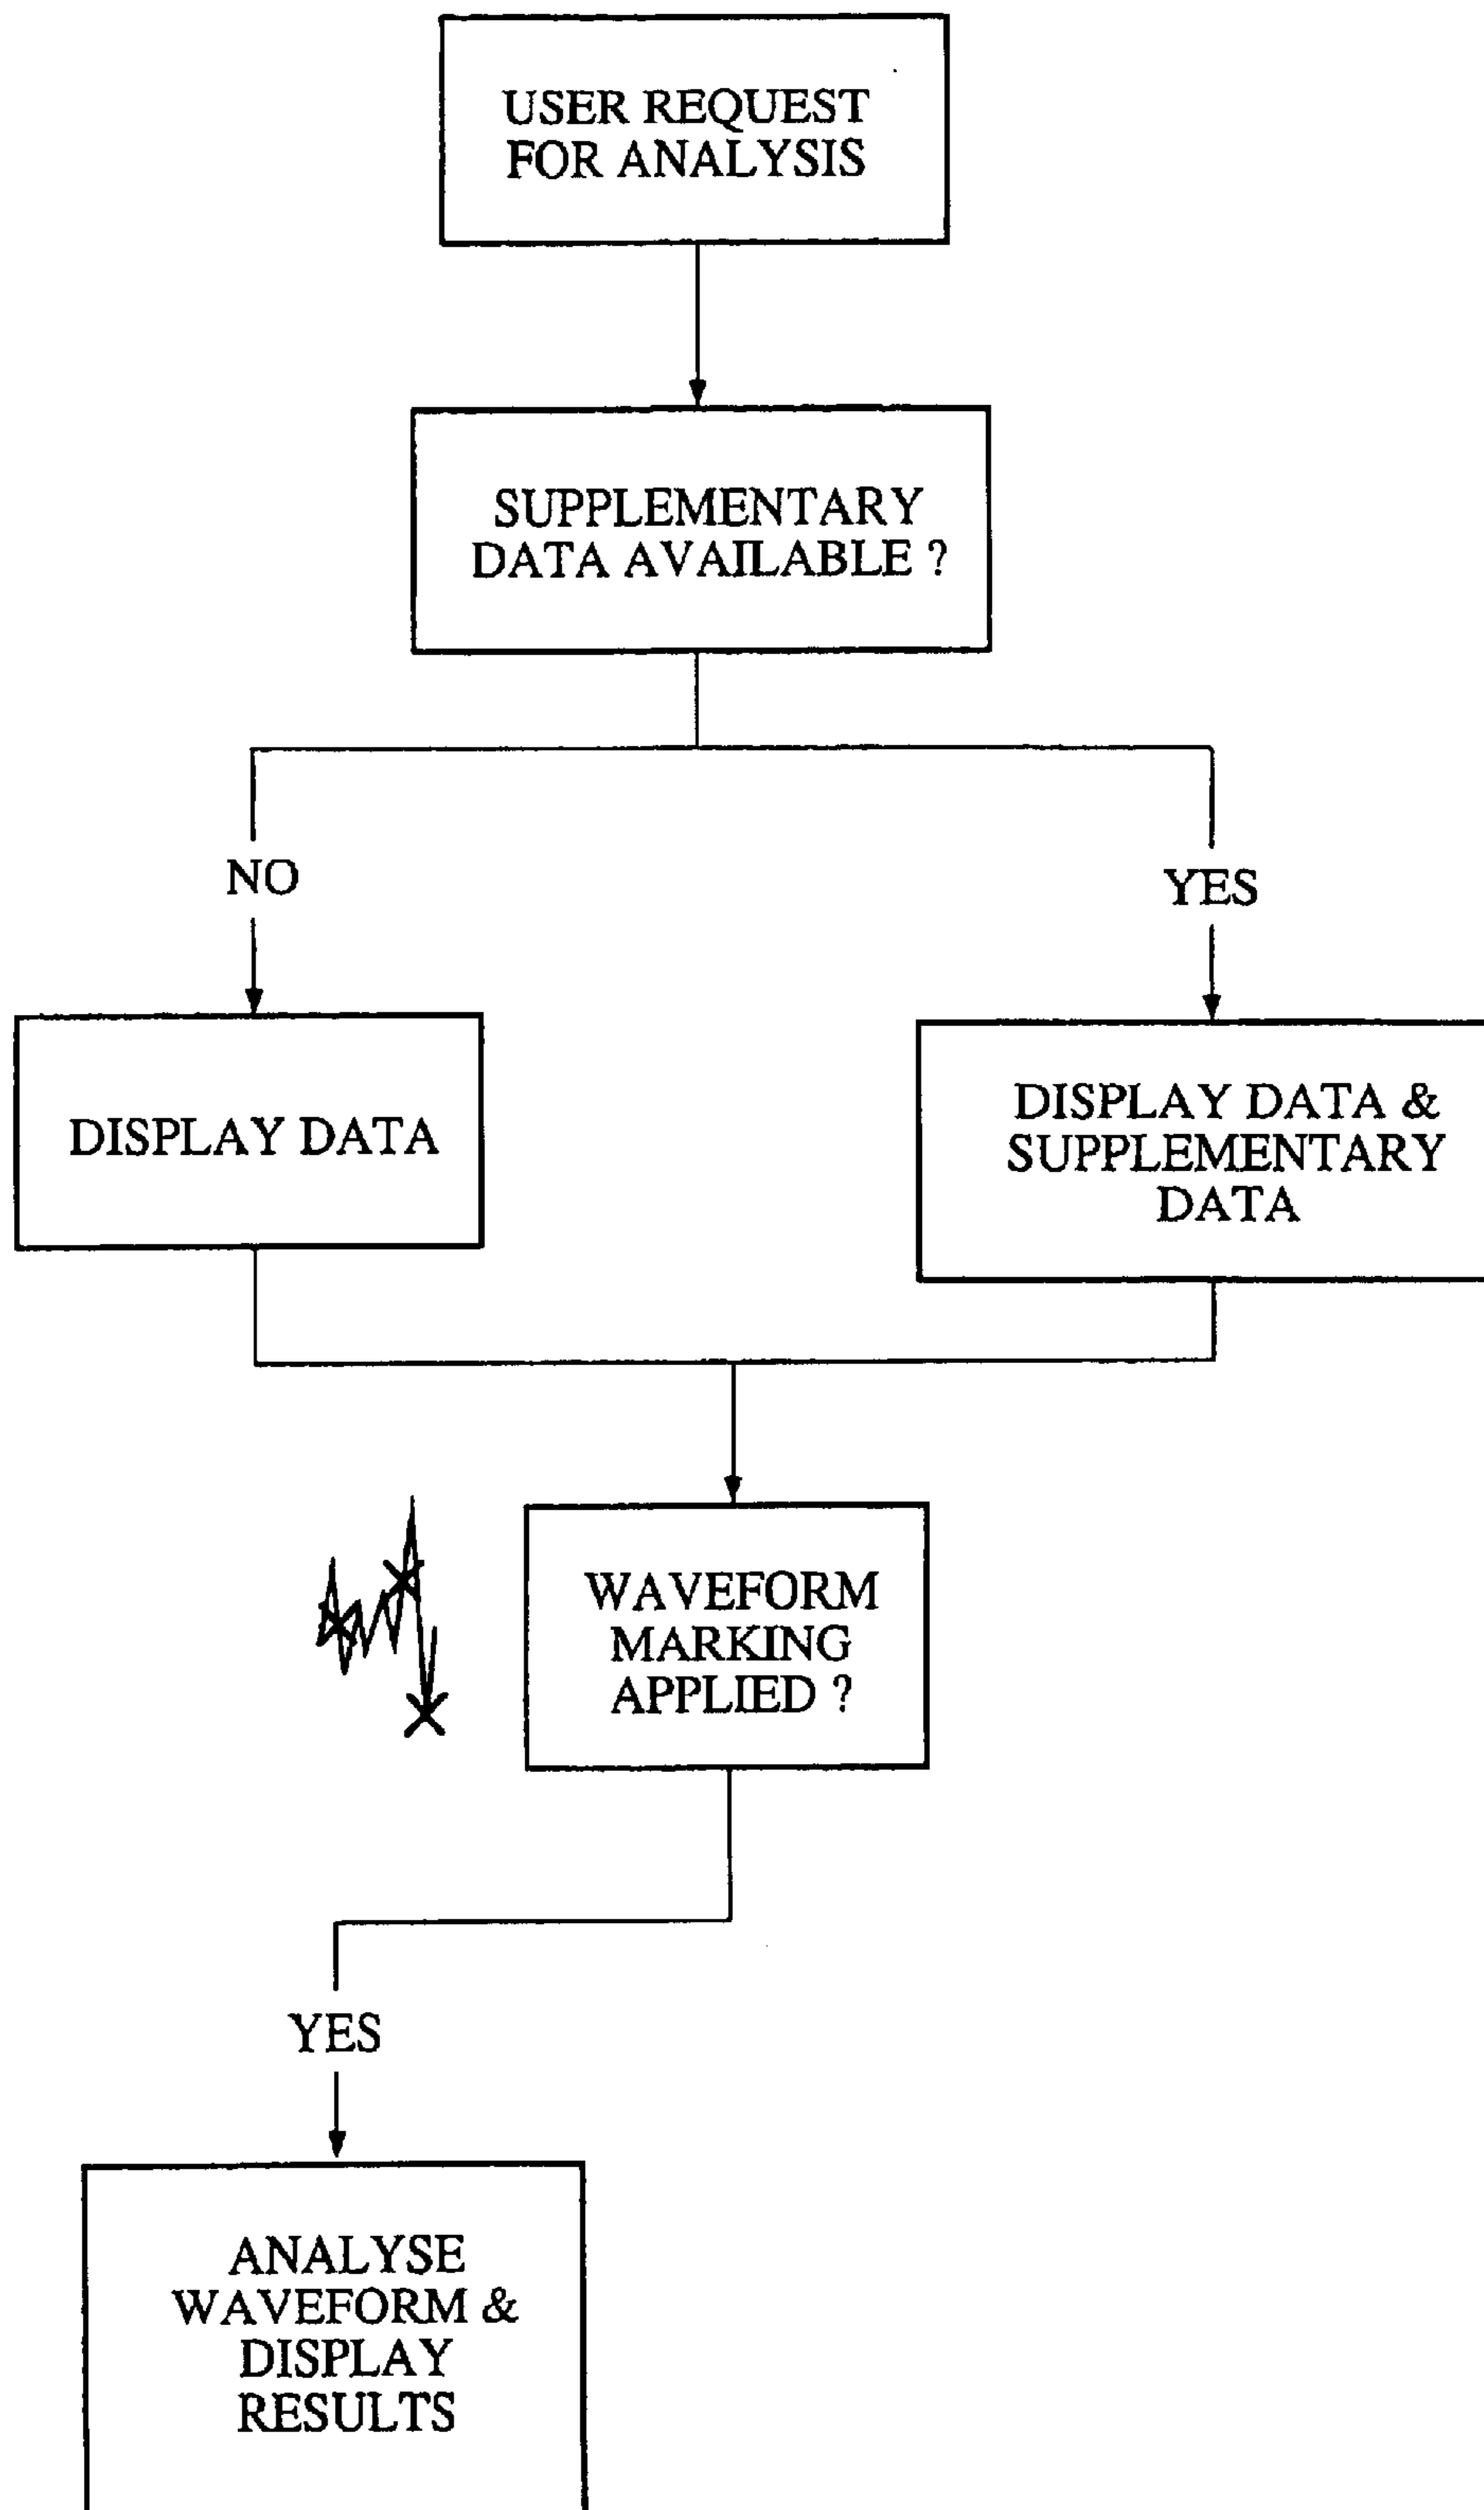 USER REQUEST
FOR ANALYSIS
SUPPLEMENTARY
DATA AVAILABLE ?
NO
YES
DISPLAY DATA
DISPLAY DATA &
SUPPLEMENTARY
DATA
WAVEFORM
MARKING
APPLIED ?
YES
ANALYSE
WAVEFORM &
DISPLAY
RESULTS